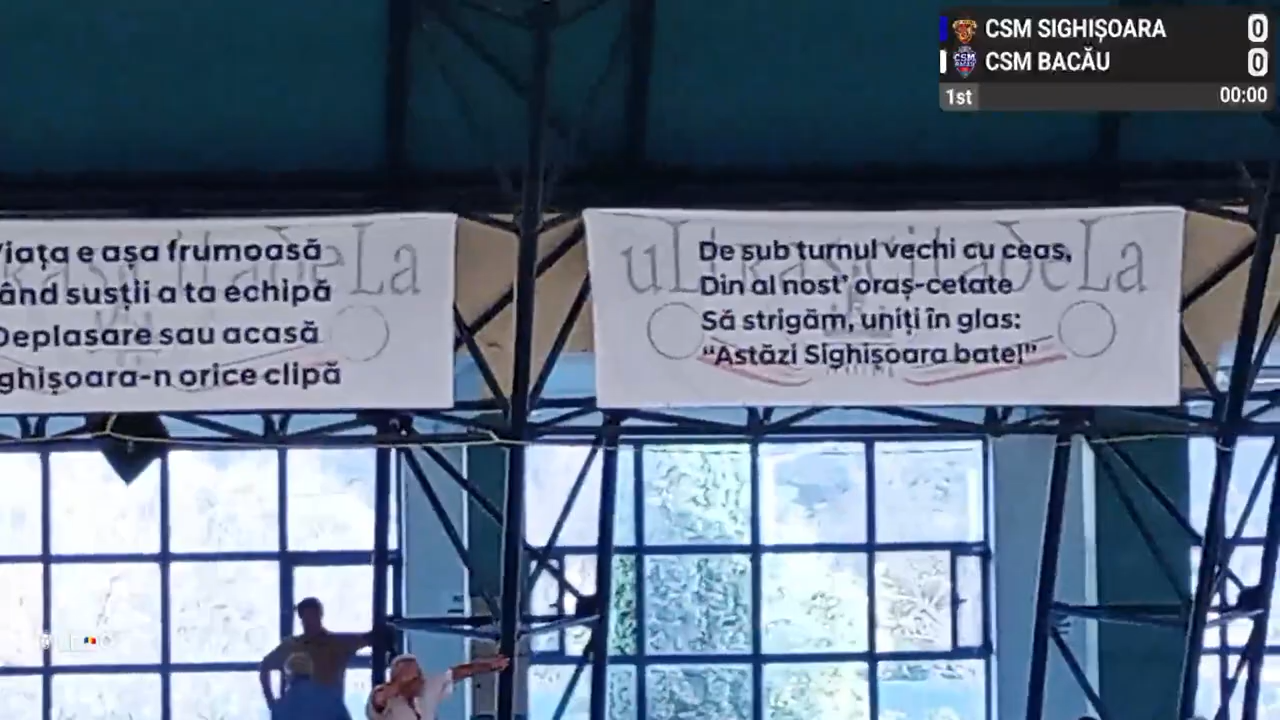 CSM SIGHIȘOARA 0
CSM BACĂU 0
1st 00:00
Viața e așa frumoasă
ând susții a ta echipă
Deplasare sau acasă
ghișoara-n orice clipă
uLtrascitadeLa
De sub turnul vechi cu ceas,
Din al nost' oraș-cetate
Să strigăm, uniți în glas:
"Astăzi Sighișoara bate!"